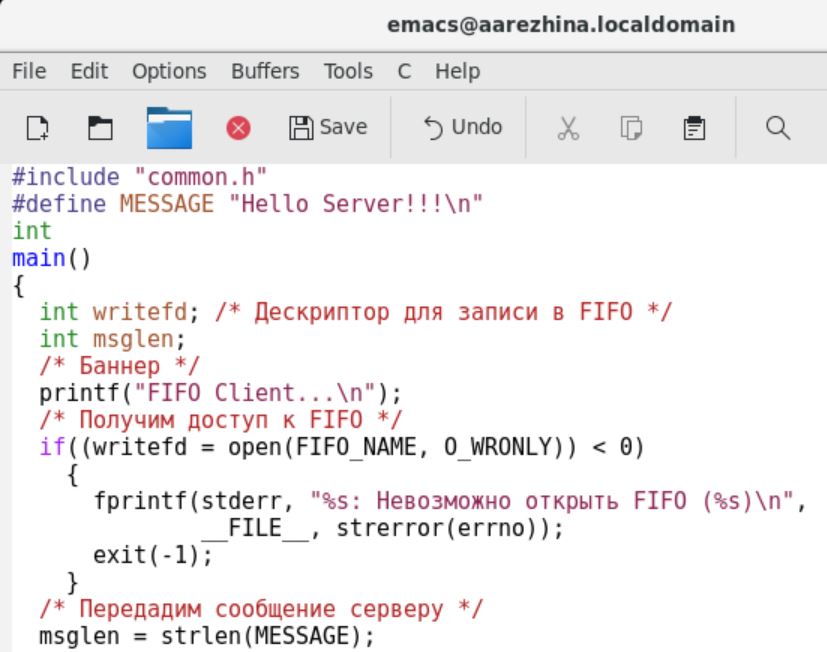 emacs@aarezhina.localdomain
File Edit Options Buffers Tools C Help
Save Undo
#include "common.h"
#define MESSAGE "Hello Server!!!\n"
int
main()
{
  int writefd; /* Дескриптор для записи в FIFO */
  int msglen;
  /* Баннер */
  printf("FIFO Client...\n");
  /* Получим доступ к FIFO */
  if((writefd = open(FIFO_NAME, O_WRONLY)) < 0)
    {
      fprintf(stderr, "%s: Невозможно открыть FIFO (%s)\n",
              __FILE__, strerror(errno));
      exit(-1);
    }
  /* Передадим сообщение серверу */
  msglen = strlen(MESSAGE);